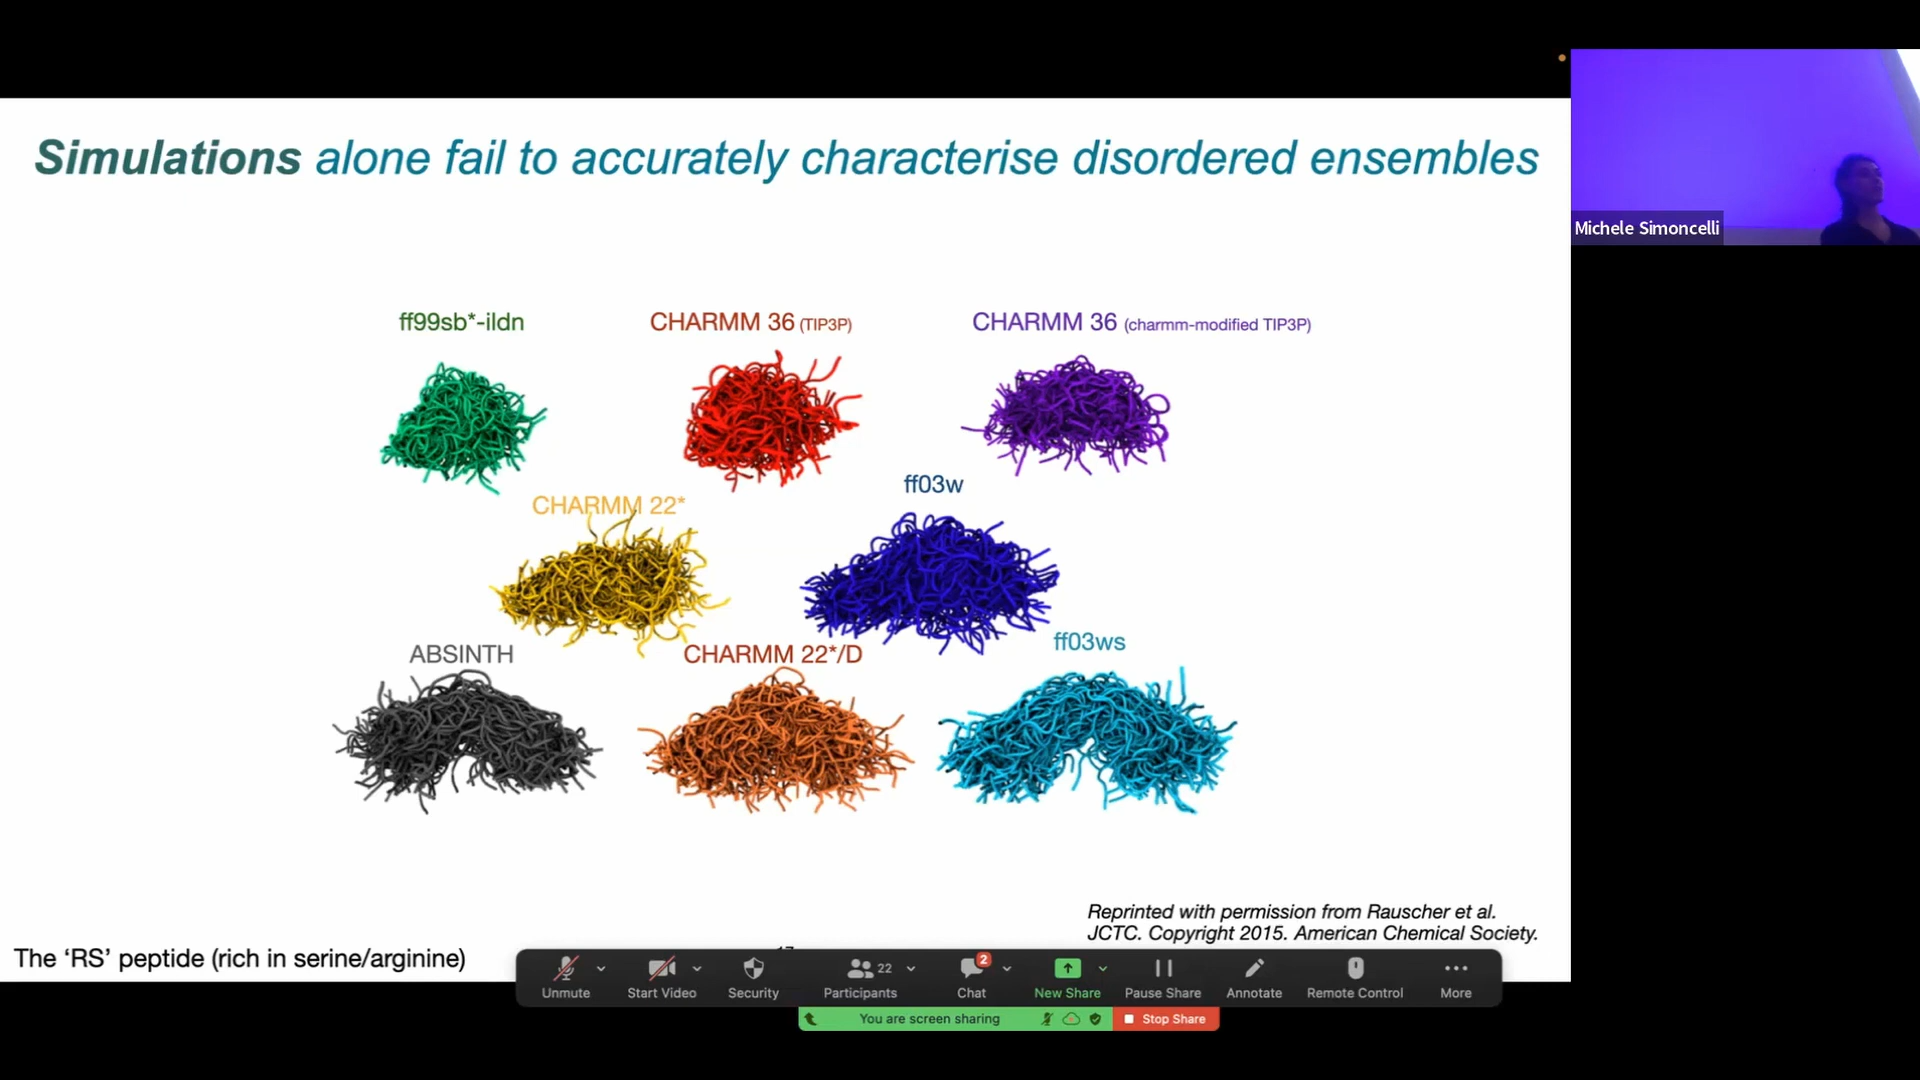 Simulations alone fail to accurately characterise disordered ensembles
Michele Simoncelli
ff99sb*-ildn
CHARMM 36 (TIP3P)
CHARMM 36 (charmm-modified TIP3P)
CHARMM 22*
ff03w
ABSINTH
CHARMM 22*/D
ff03ws
Reprinted with permission from Rauscher et al.
JCTC. Copyright 2015. American Chemical Society.
The ‘RS’ peptide (rich in serine/arginine)
22
2
Unmute
Start Video
Security
Participants
Chat
New Share
Pause Share
Annotate
Remote Control
More
You are screen sharing
Stop Share